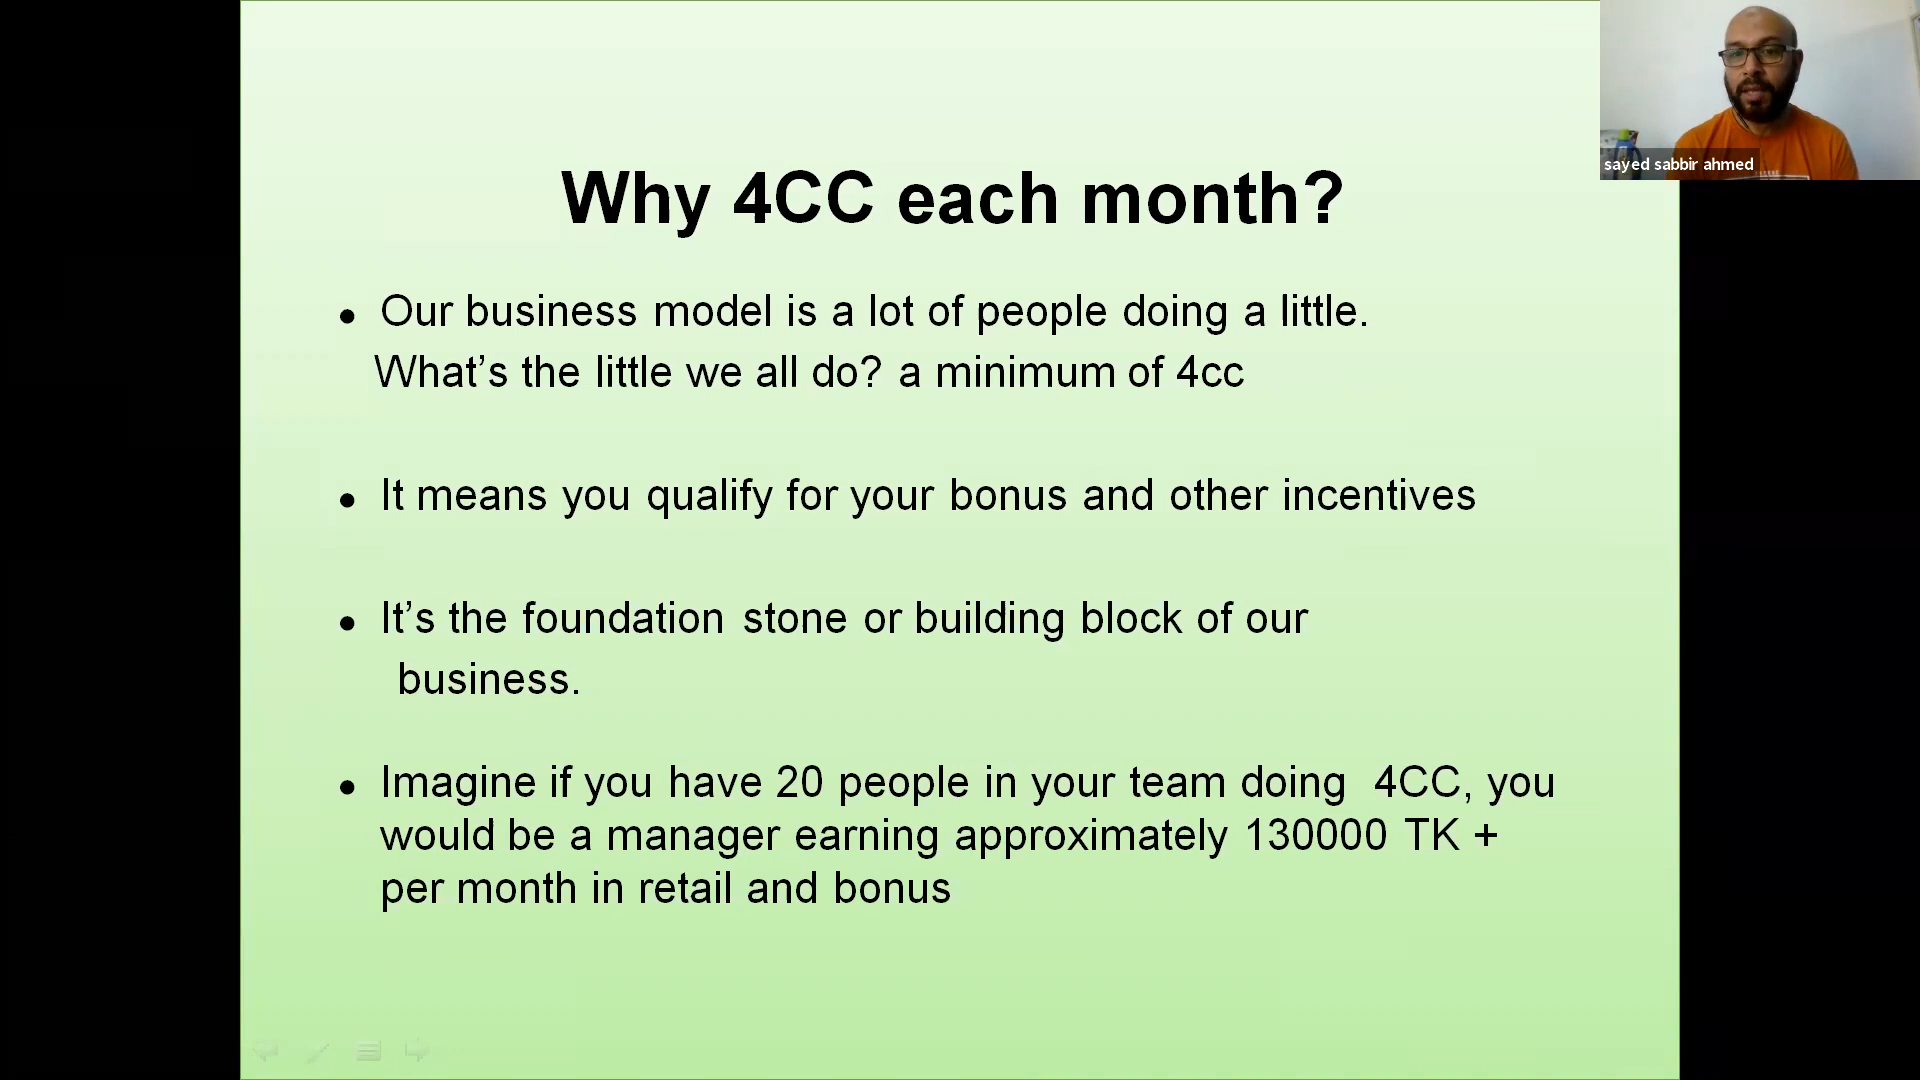 sayed sabbir ahmed
Why 4CC each month?
• Our business model is a lot of people doing a little.
What’s the little we all do? a minimum of 4cc
• It means you qualify for your bonus and other incentives
• It’s the foundation stone or building block of our
business.
• Imagine if you have 20 people in your team doing 4CC, you
would be a manager earning approximately 130000 TK +
per month in retail and bonus